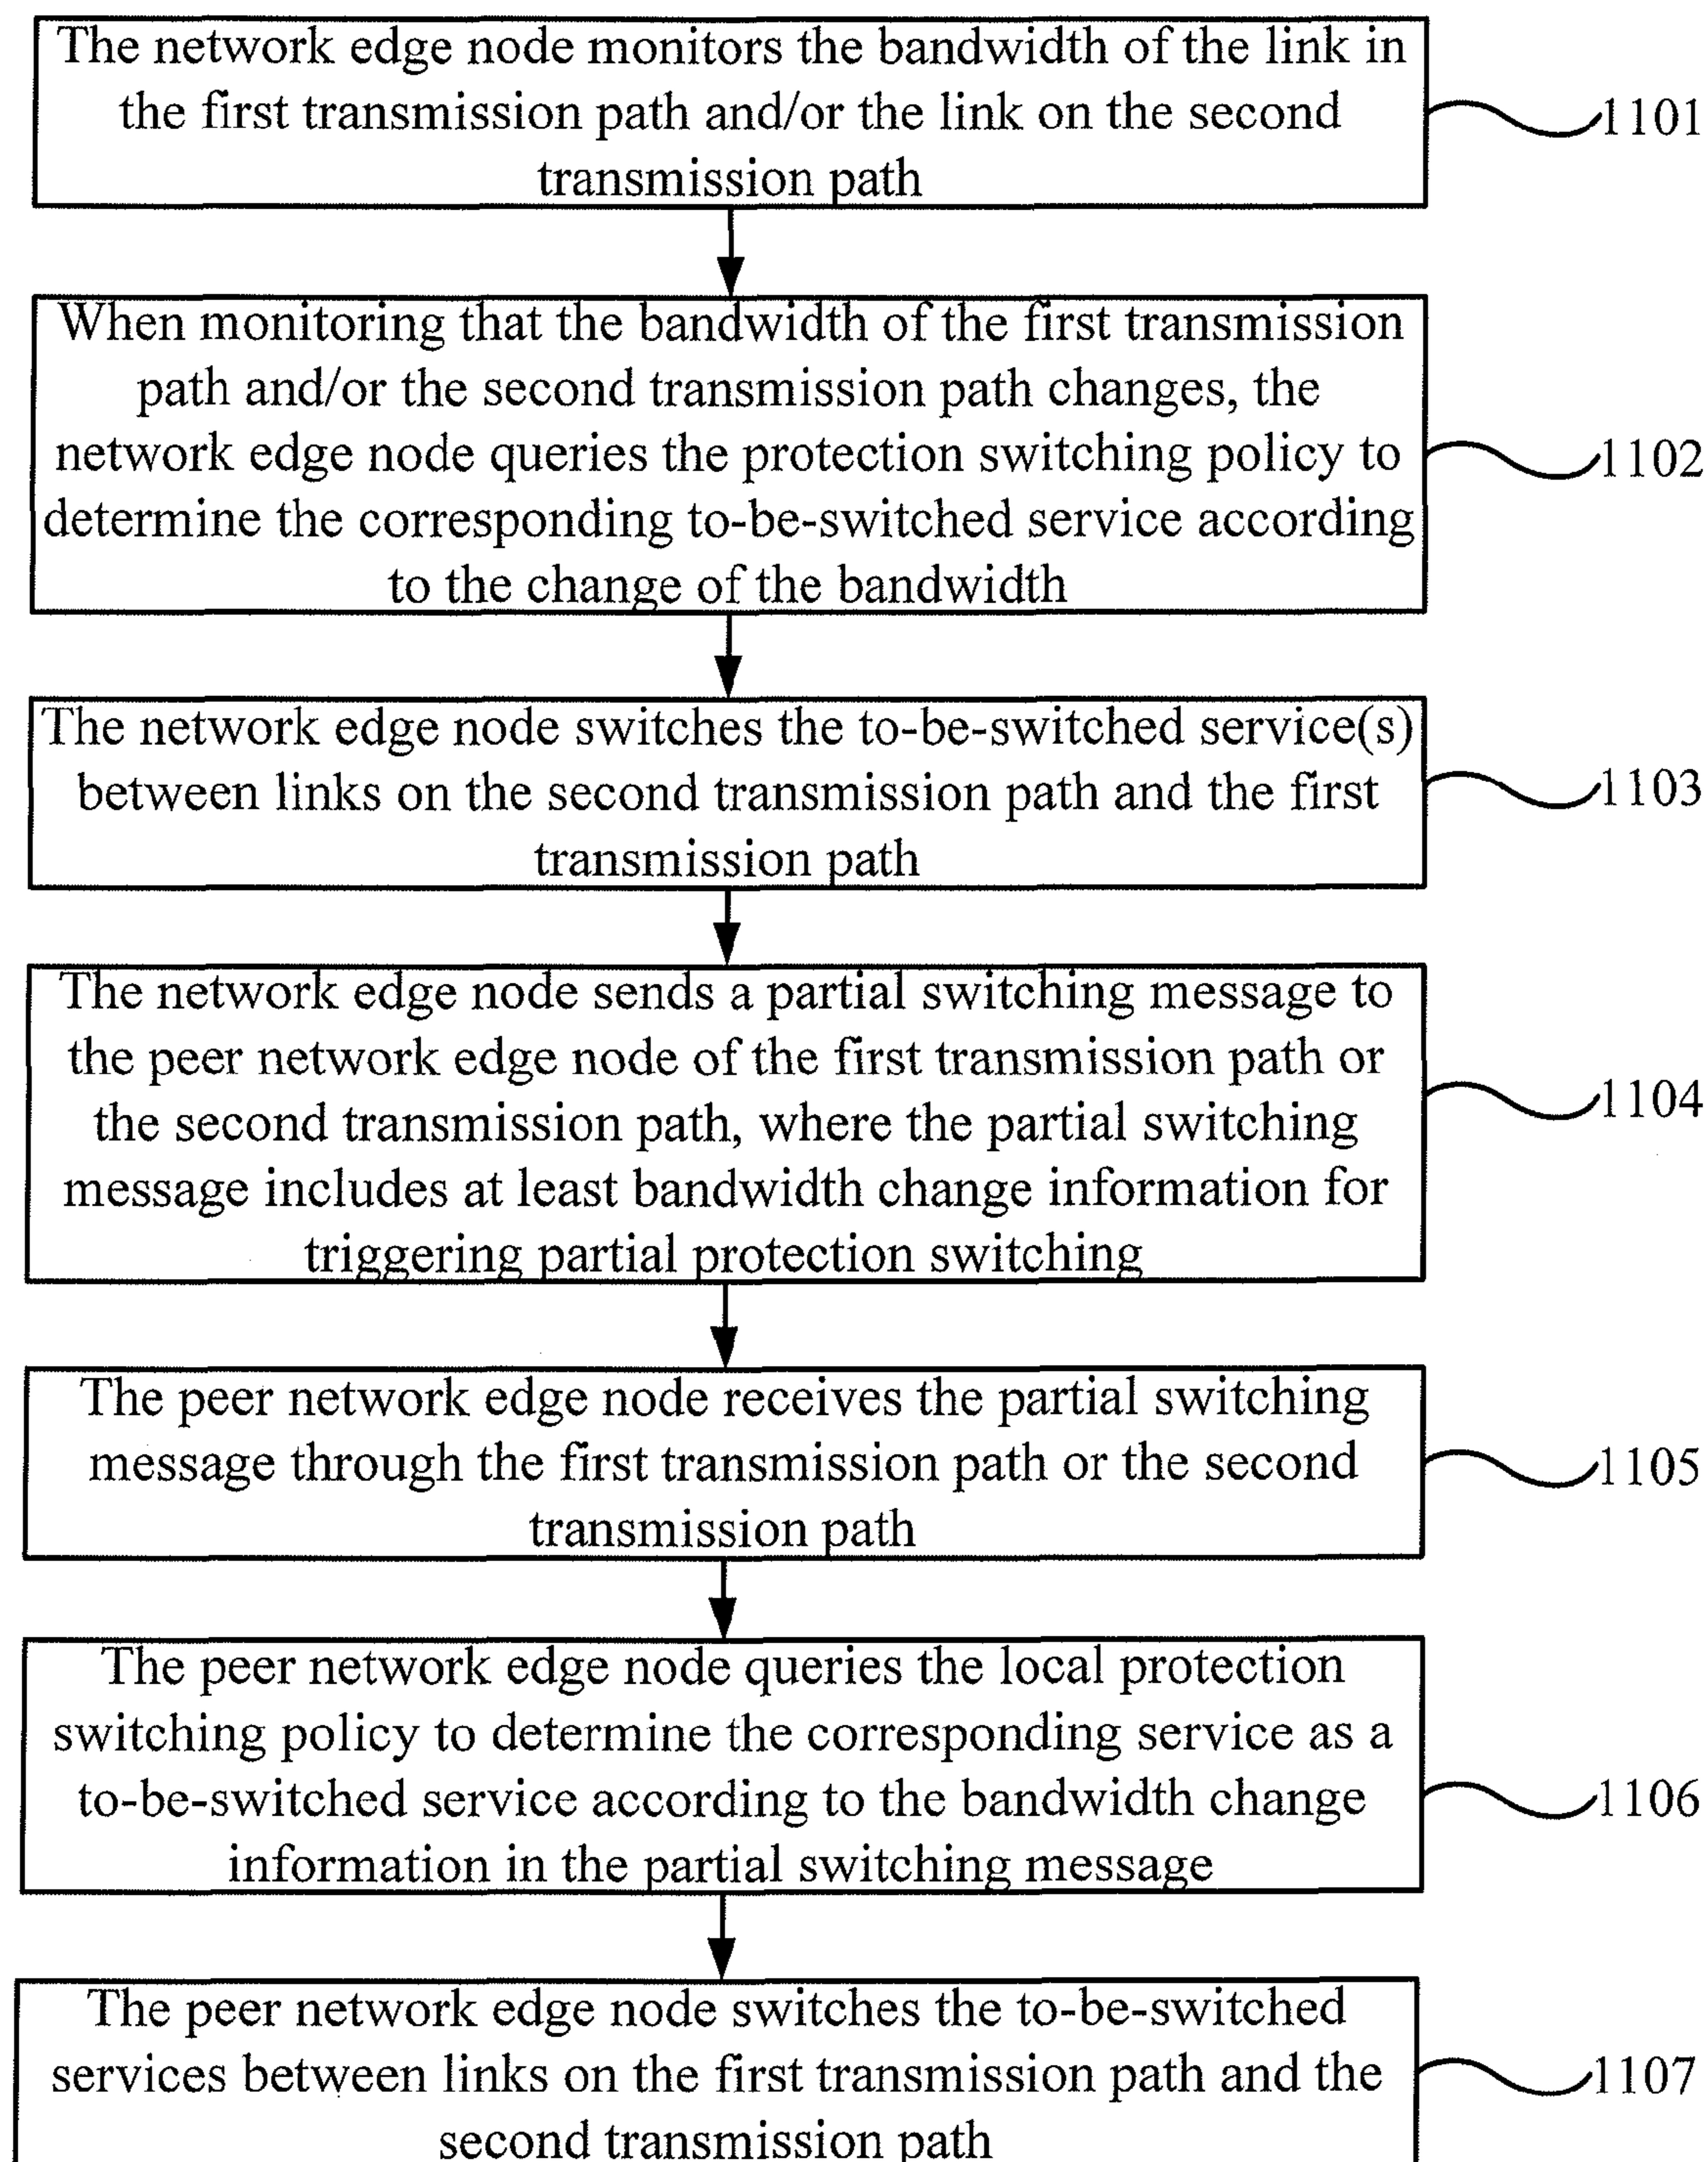 The network edge node monitors the bandwidth of the link in
the first transmission path and/or the link on the second
transmission path
1101
When monitoring that the bandwidth of the first transmission
path and/or the second transmission path changes, the
network edge node queries the protection switching policy to
determine the corresponding to-be-switched service according
to the change of the bandwidth
1102
The network edge node switches the to-be-switched service(s)
between links on the second transmission path and the first
transmission path
1103
The network edge node sends a partial switching message to
the peer network edge node of the first transmission path or
the second transmission path, where the partial switching
message includes at least bandwidth change information for
triggering partial protection switching
1104
The peer network edge node receives the partial switching
message through the first transmission path or the second
transmission path
1105
The peer network edge node queries the local protection
switching policy to determine the corresponding service as a
to-be-switched service according to the bandwidth change
information in the partial switching message
1106
The peer network edge node switches the to-be-switched
services between links on the first transmission path and the
second transmission path
1107